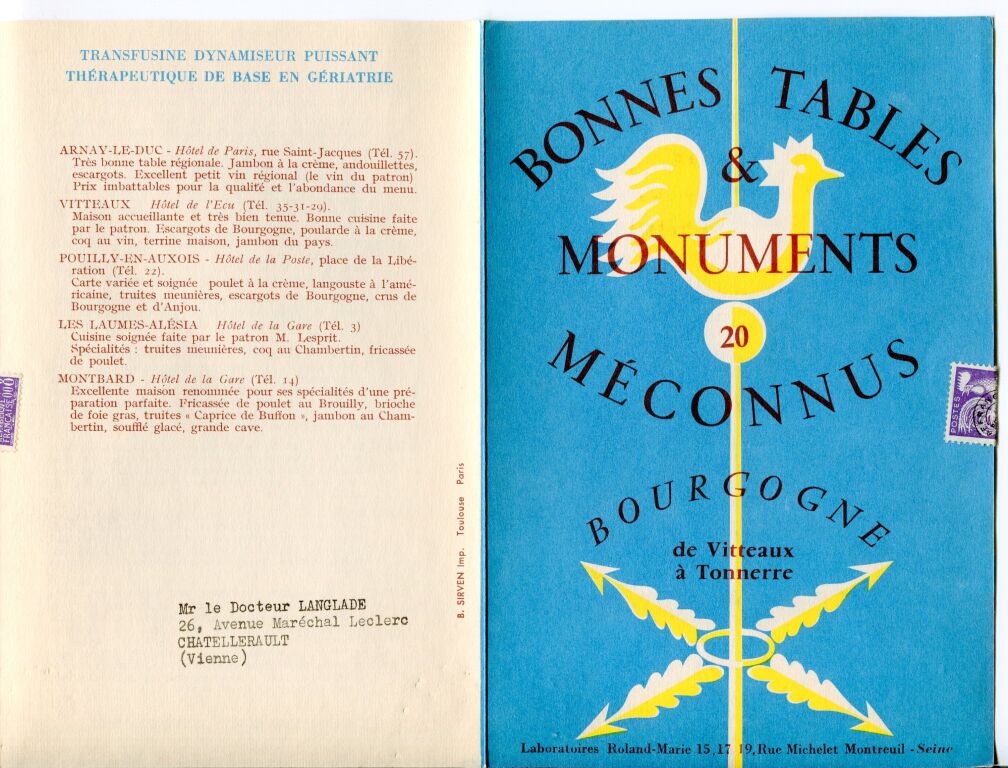 TRANSFUSINE DYNAMISEUR PUISSANT
THÉRAPEUTIQUE DE BASE EN GÉRIATRIE
ARNAY-LE-DUC - Hôtel de Paris, rue Saint-Jacques (Tél. 57).
Très bonne table régionale. Jambon à la crème, andouillettes,
escargots. Excellent petit vin régional (le vin du patron)
Prix imbattables pour la qualité et l'abondance du menu.
VITTEAUX Hôtel de l'Ecu (Tél. 35-31-29).
Maison accueillante et très bien tenue. Bonne cuisine faite
par le patron. Escargots de Bourgogne, poularde à la crème,
coq au vin, terrine maison, jambon du pays.
POUILLY-EN-AUXOIS - Hôtel de la Poste, place de la Libé-
ration (Tél. 22).
Carte variée et soignée poulet à la crème, langouste à l'amé-
ricaine, truites meunières, escargots de Bourgogne, crus de
Bourgogne et d'Anjou.
LES LAUMES-ALÉSIA Hôtel de la Gare (Tél. 3)
Cuisine soignée faite par le patron M. Lesprit.
Spécialités : truites meunières, coq au Chambertin, fricassée
de poulet.
MONTBARD - Hôtel de la Gare (Tél. 14)
Excellente maison renommée pour ses spécialités d'une pré-
paration parfaite. Fricassée de poulet au Brouilly, brioche
de foie gras, truites « Caprice de Buffon », jambon au Cham-
bertin, soufflé glacé, grande cave.
B. SIRVEN Imp. Toulouse Paris
Mr le Docteur LANGLADE
26, Avenue Maréchal Leclerc
CHATELLERAULT
(Vienne)
FRANÇAISE
BONNES TABLES
&
MONUMENTS
20
MÉCONNUS
POSTES
BOURGOGNE
de Vitteaux
à Tonnerre
Laboratoires Roland-Marie 15, 17 19, Rue Michelet Montreuil - Seine